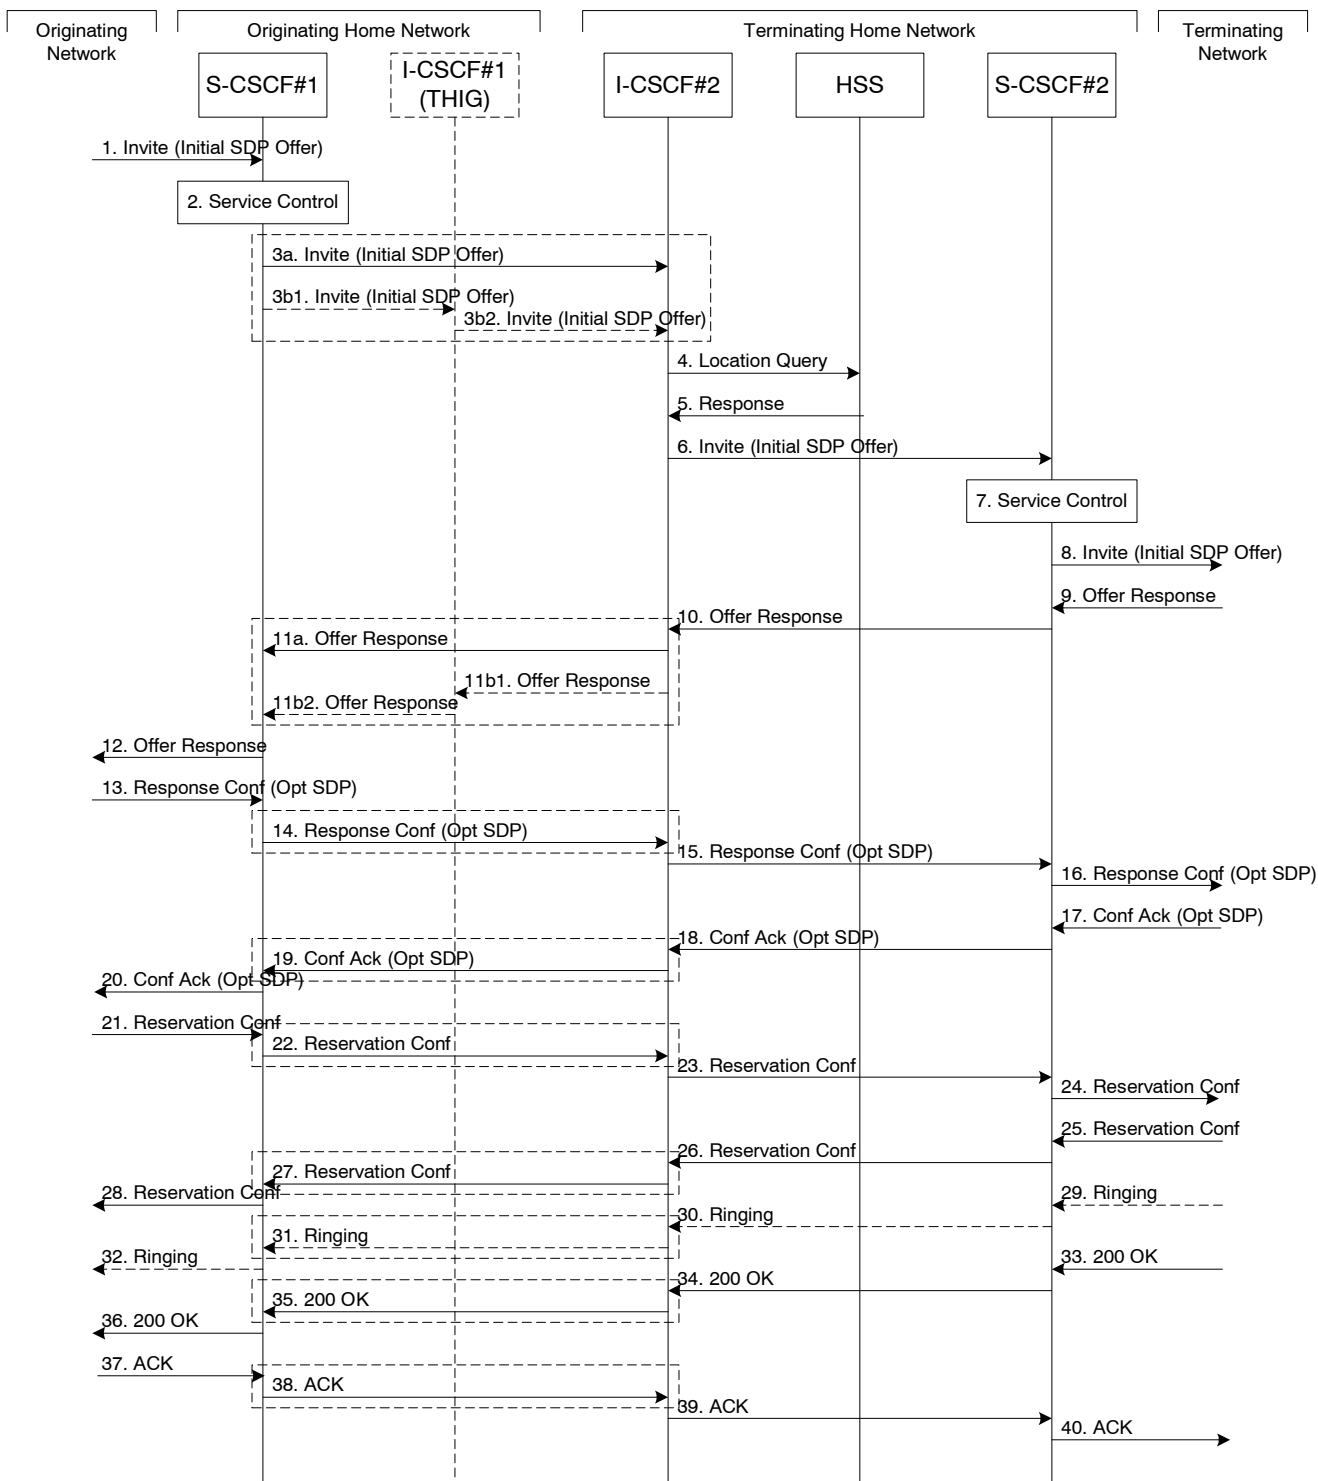 Originating
Network
Originating Home Network
Terminating Home Network
Terminating
Network
S-CSCF#1
I-CSCF#1
(THIG)
I-CSCF#2
HSS
S-CSCF#2
1. Invite (Initial SDP Offer)
2. Service Control
3a. Invite (Initial SDP Offer)
3b1. Invite (Initial SDP Offer)
3b2. Invite (Initial SDP Offer)
4. Location Query
5. Response
6. Invite (Initial SDP Offer)
7. Service Control
8. Invite (Initial SDP Offer)
9. Offer Response
10. Offer Response
11a. Offer Response
11b1. Offer Response
11b2. Offer Response
12. Offer Response
13. Response Conf (Opt SDP)
14. Response Conf (Opt SDP)
15. Response Conf (Opt SDP)
16. Response Conf (Opt SDP)
17. Conf Ack (Opt SDP)
18. Conf Ack (Opt SDP)
19. Conf Ack (Opt SDP)
20. Conf Ack (Opt SDP)
21. Reservation Conf
22. Reservation Conf
23. Reservation Conf
24. Reservation Conf
25. Reservation Conf
26. Reservation Conf
27. Reservation Conf
28. Reservation Conf
29. Ringing
30. Ringing
31. Ringing
32. Ringing
33. 200 OK
34. 200 OK
35. 200 OK
36. 200 OK
37. ACK
38. ACK
39. ACK
40. ACK